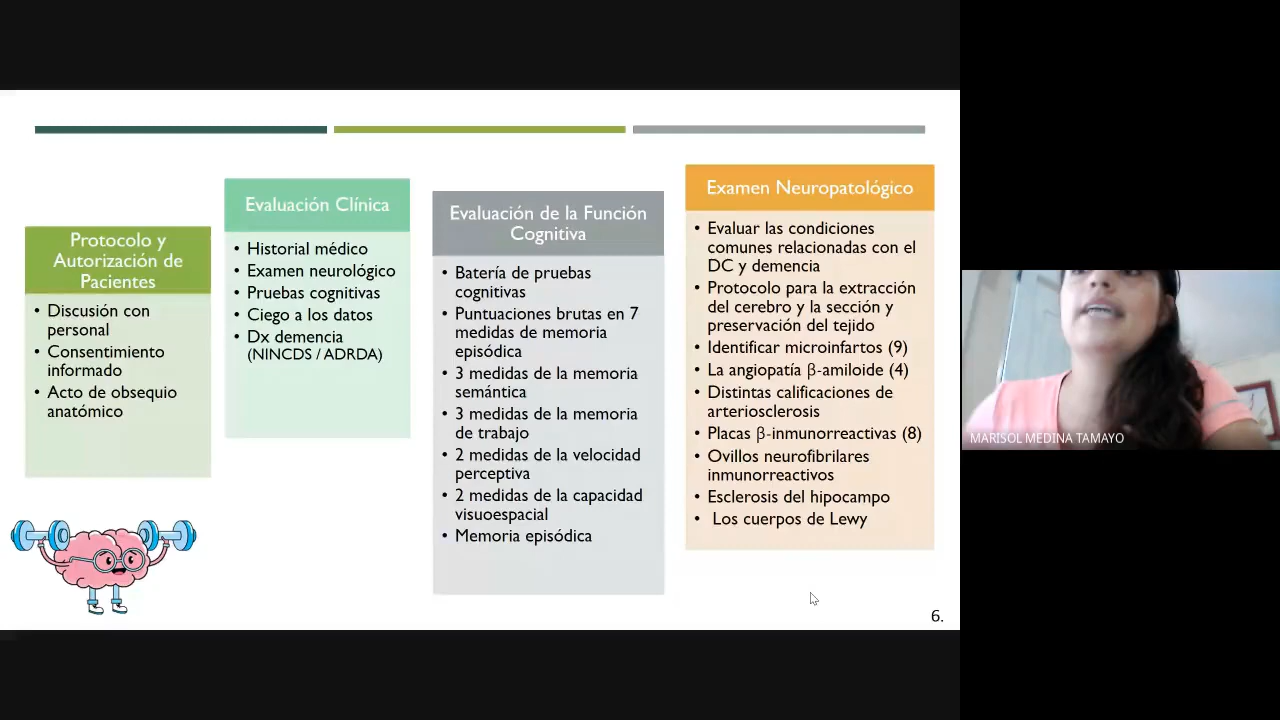 Protocolo y
Autorización de
Pacientes
• Discusión con
personal
• Consentimiento
informado
• Acto de obsequio
anatómico
Evaluación Clínica
• Historial médico
• Examen neurológico
• Pruebas cognitivas
• Ciego a los datos
• Dx demencia
(NINCDS / ADRDA)
Evaluación de la Función
Cognitiva
• Batería de pruebas
cognitivas
• Puntuaciones brutas en 7
medidas de memoria
episódica
• 3 medidas de la memoria
semántica
• 3 medidas de la memoria
de trabajo
• 2 medidas de la velocidad
perceptiva
• 2 medidas de la capacidad
visuoespacial
• Memoria episódica
Examen Neuropatológico
• Evaluar las condiciones
comunes relacionadas con el
DC y demencia
• Protocolo para la extracción
del cerebro y la sección y
preservación del tejido
• Identificar microinfartos (9)
• La angiopatía β-amiloide (4)
• Distintas calificaciones de
arteriosclerosis
• Placas β-inmunorreactivas (8)
• Ovillos neurofibrilares
inmunorreactivos
• Esclerosis del hipocampo
• Los cuerpos de Lewy
6.
MARISOL MEDINA TAMAYO